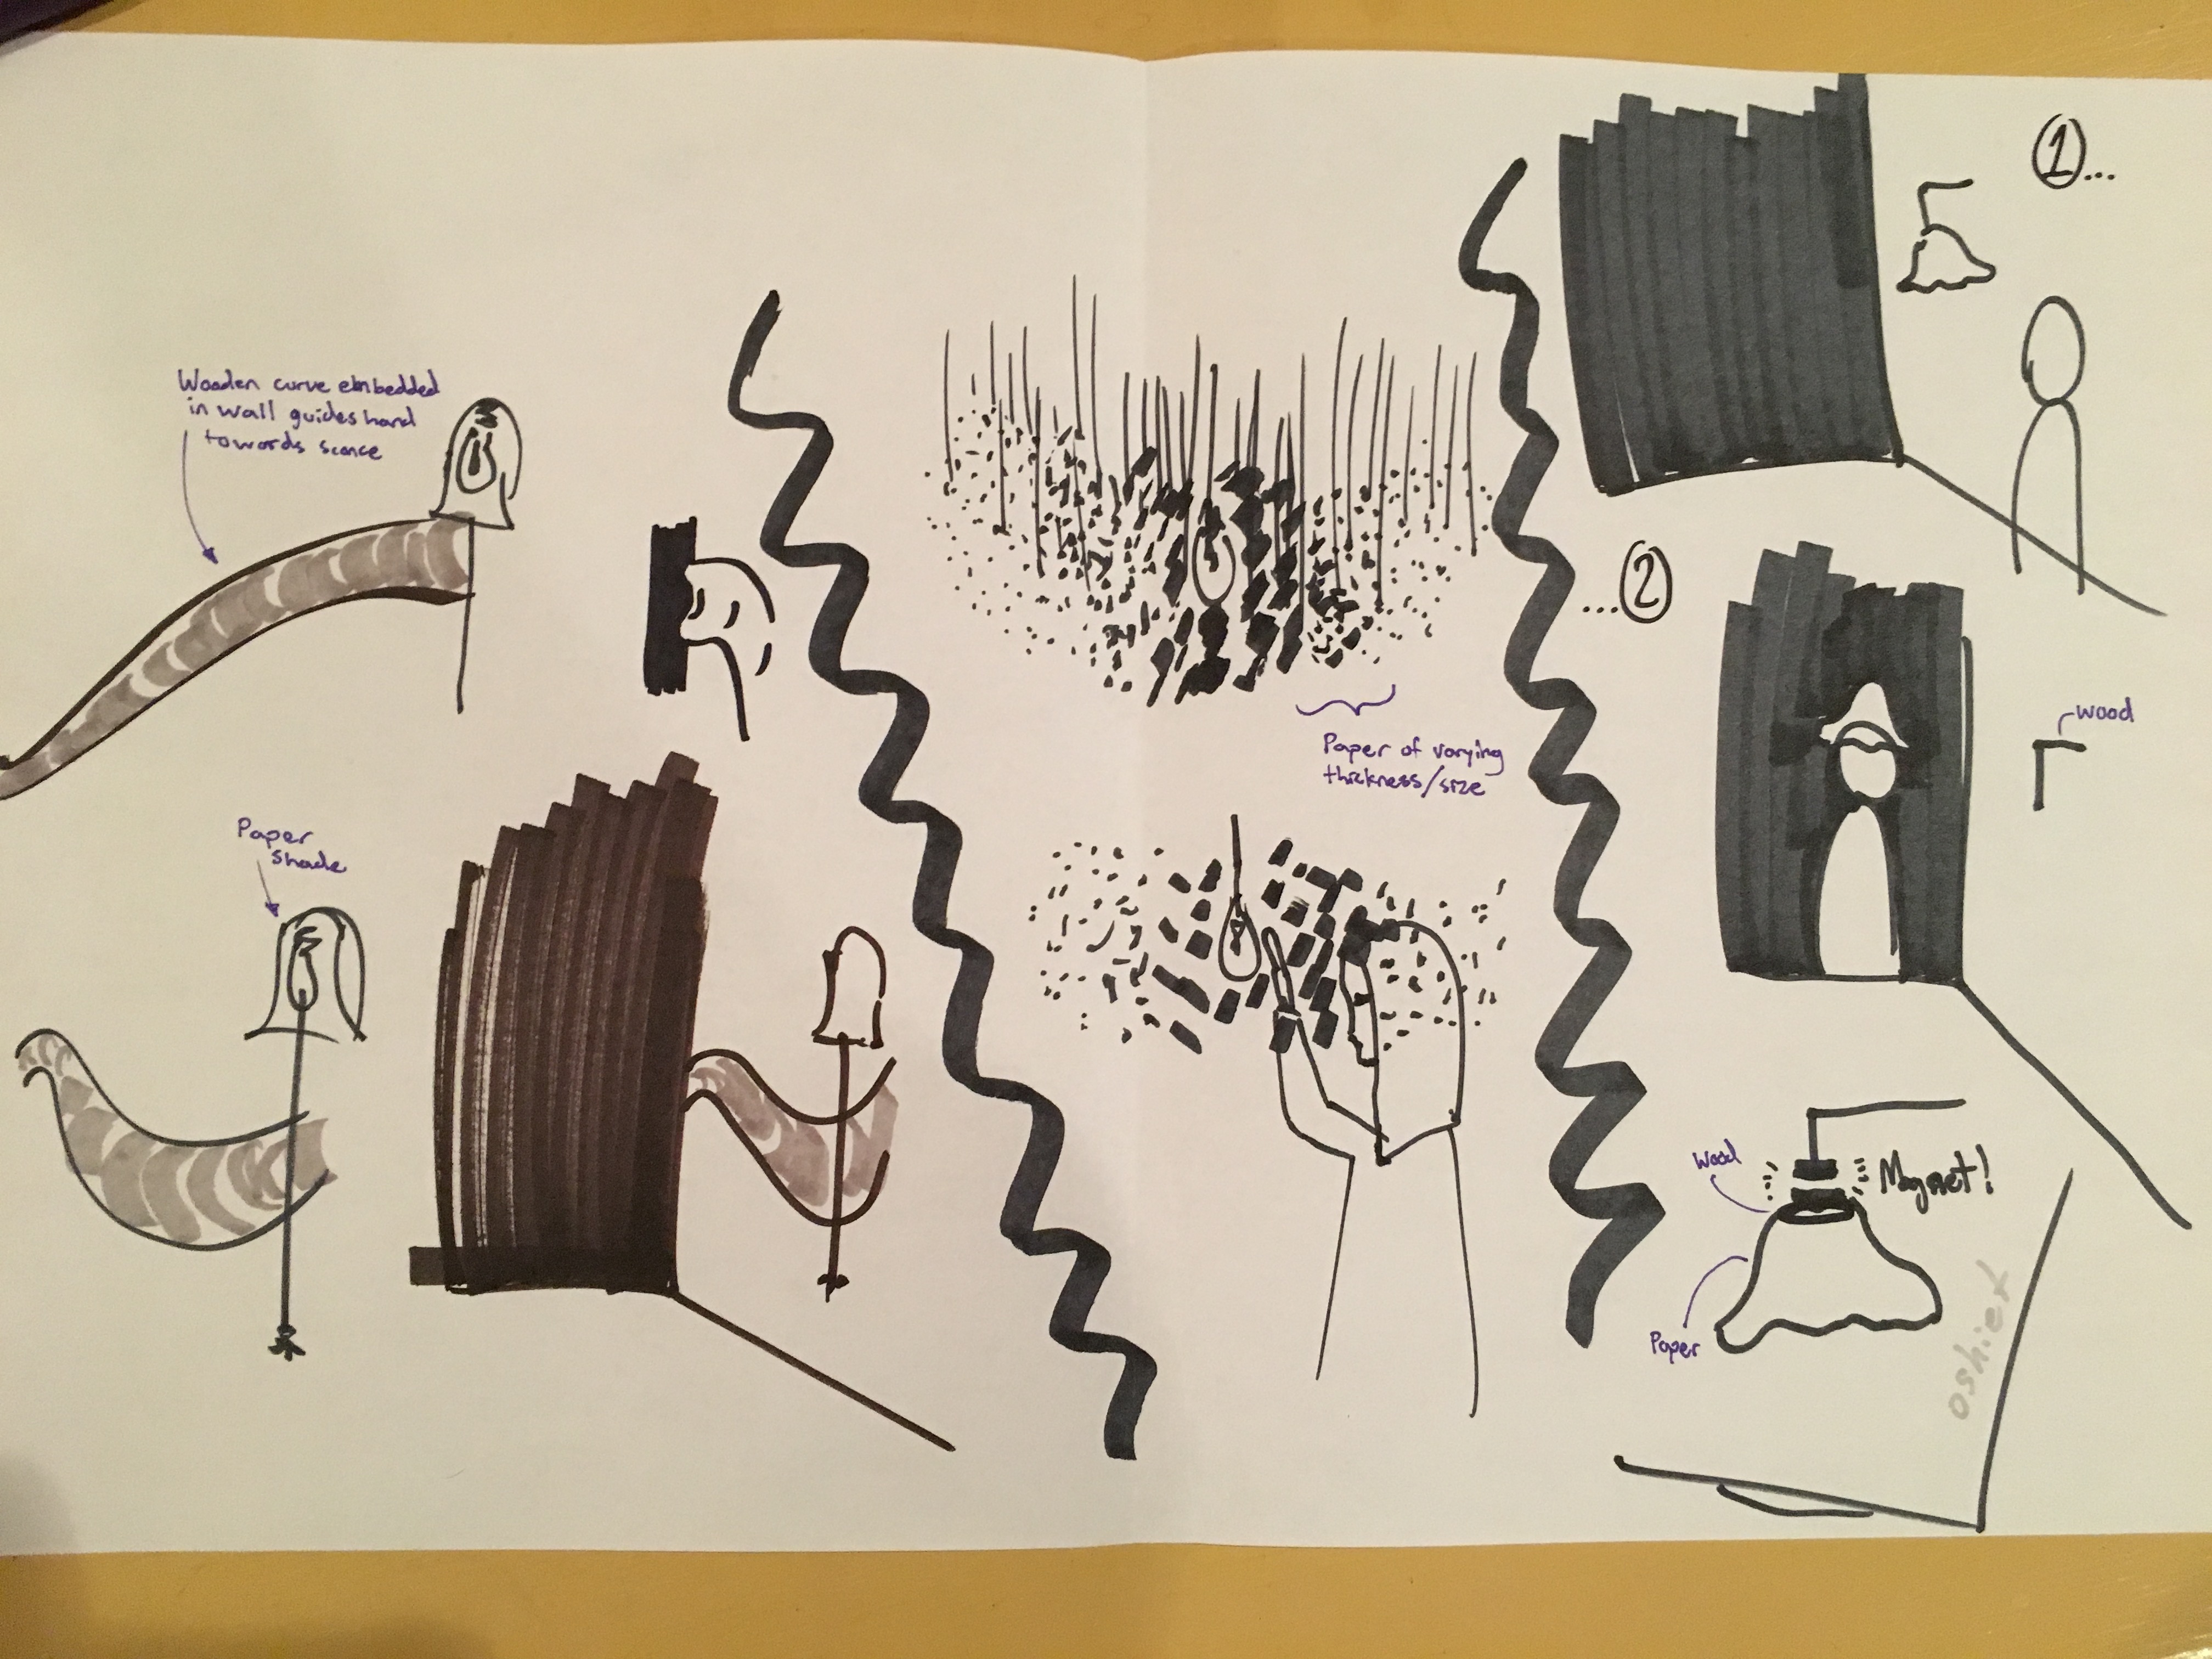 Wooden curve embedded
in wall guides hand
towards sconce
Paper
shade
Paper of varying
thickness/size
1...
...2
wood
Wood
Magnet!
Paper
oshiet